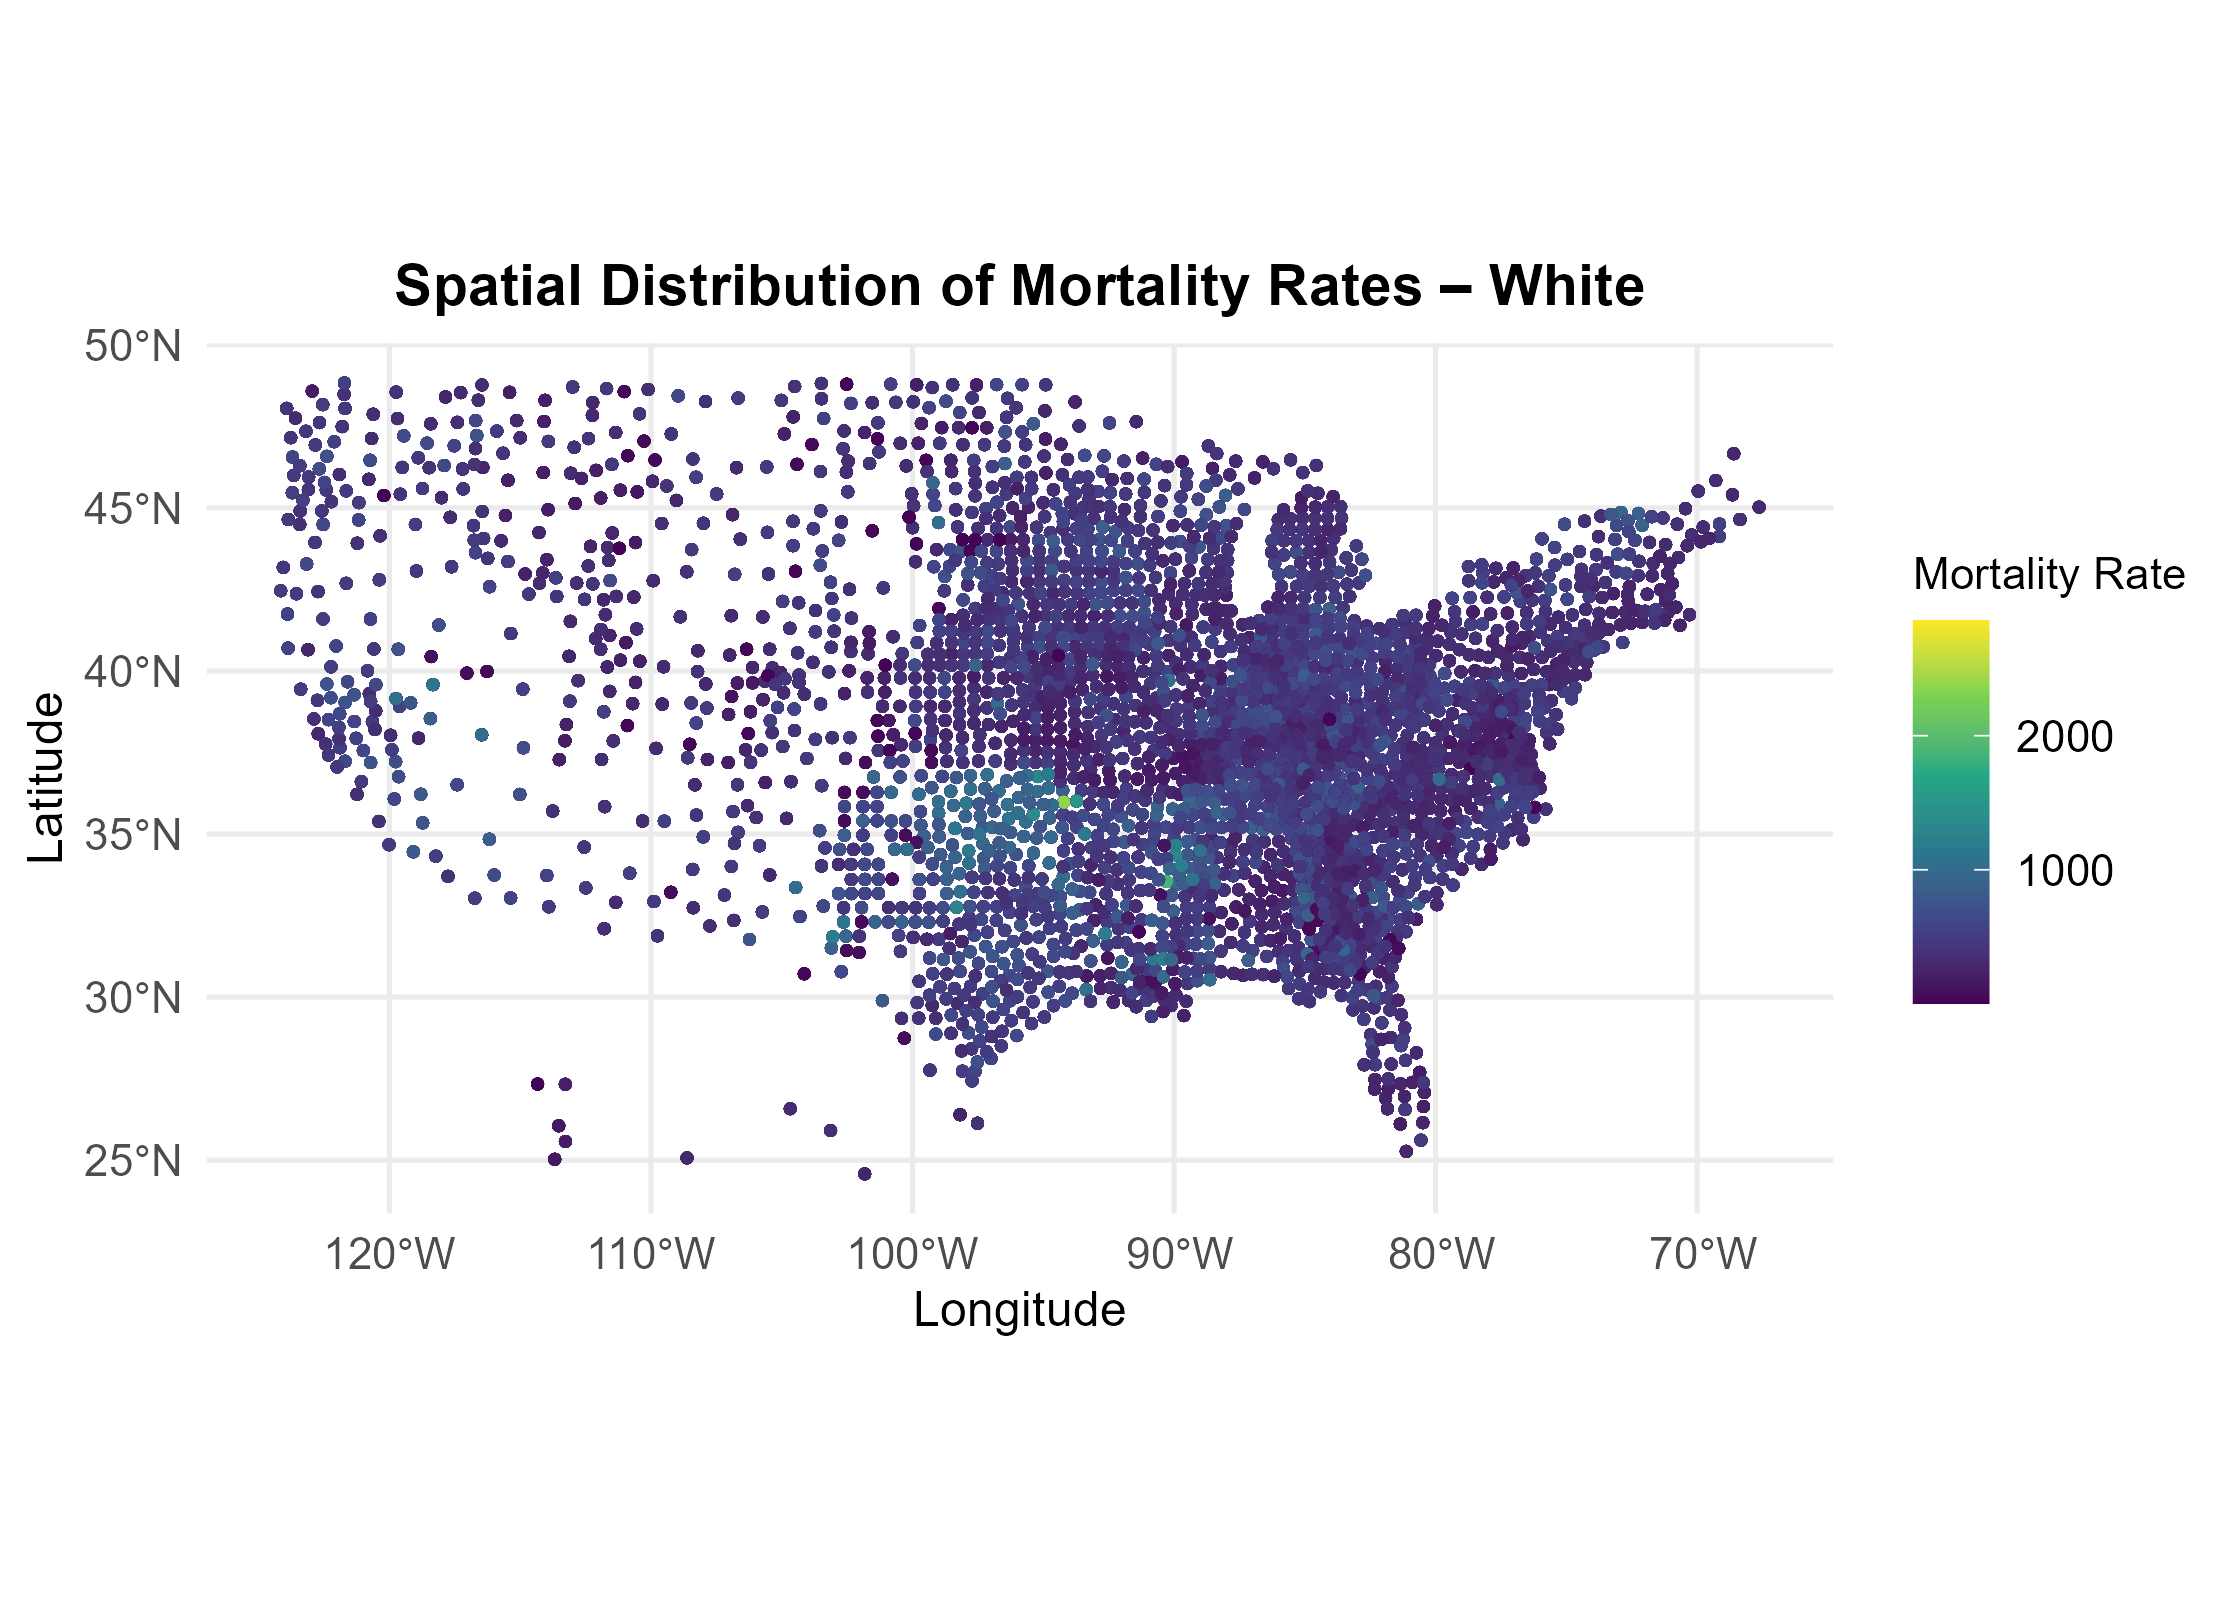 Spatial Distribution of Mortality Rates – White
50°N
45°N
40°N
35°N
30°N
25°N
Latitude
120°W
110°W
100°W
90°W
80°W
70°W
Longitude
Mortality Rate
2000
1000